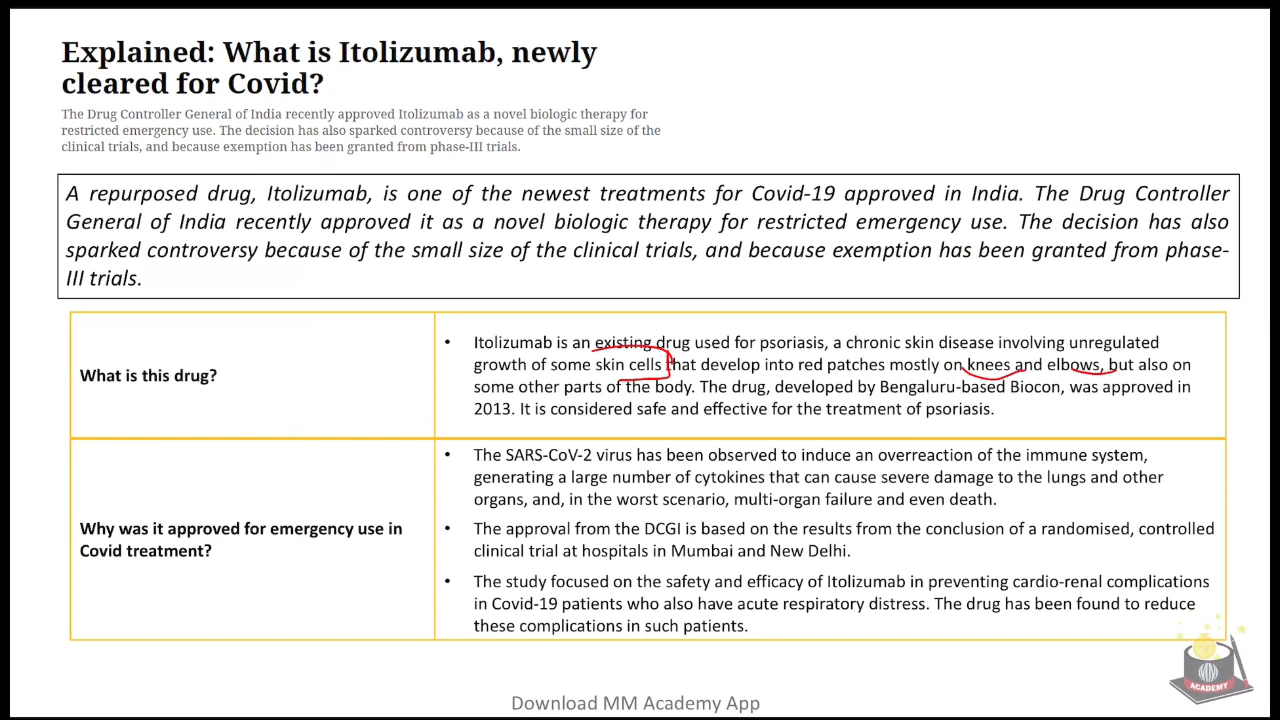 Explained: What is Itolizumab, newly
cleared for Covid?
The Drug Controller General of India recently approved Itolizumab as a novel biologic therapy for
restricted emergency use. The decision has also sparked controversy because of the small size of the
clinical trials, and because exemption has been granted from phase-III trials.
A repurposed drug, Itolizumab, is one of the newest treatments for Covid-19 approved in India. The Drug Controller
General of India recently approved it as a novel biologic therapy for restricted emergency use. The decision has also
sparked controversy because of the small size of the clinical trials, and because exemption has been granted from phase-
III trials.
What is this drug?
• Itolizumab is an existing drug used for psoriasis, a chronic skin disease involving unregulated
growth of some skin cells that develop into red patches mostly on knees and elbows, but also on
some other parts of the body. The drug, developed by Bengaluru-based Biocon, was approved in
2013. It is considered safe and effective for the treatment of psoriasis.
Why was it approved for emergency use in
Covid treatment?
• The SARS-CoV-2 virus has been observed to induce an overreaction of the immune system,
generating a large number of cytokines that can cause severe damage to the lungs and other
organs, and, in the worst scenario, multi-organ failure and even death.
• The approval from the DCGI is based on the results from the conclusion of a randomised, controlled
clinical trial at hospitals in Mumbai and New Delhi.
• The study focused on the safety and efficacy of Itolizumab in preventing cardio-renal complications
in Covid-19 patients who also have acute respiratory distress. The drug has been found to reduce
these complications in such patients.
ACADEMY
Download MM Academy App